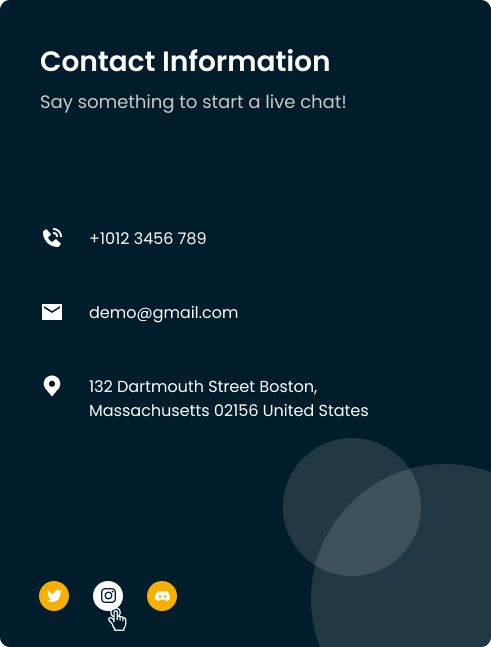 Contact Information
Say something to start a live chat!
+1012 3456 789
demo@gmail.com
132 Dartmouth Street Boston,
Massachusetts 02156 United States